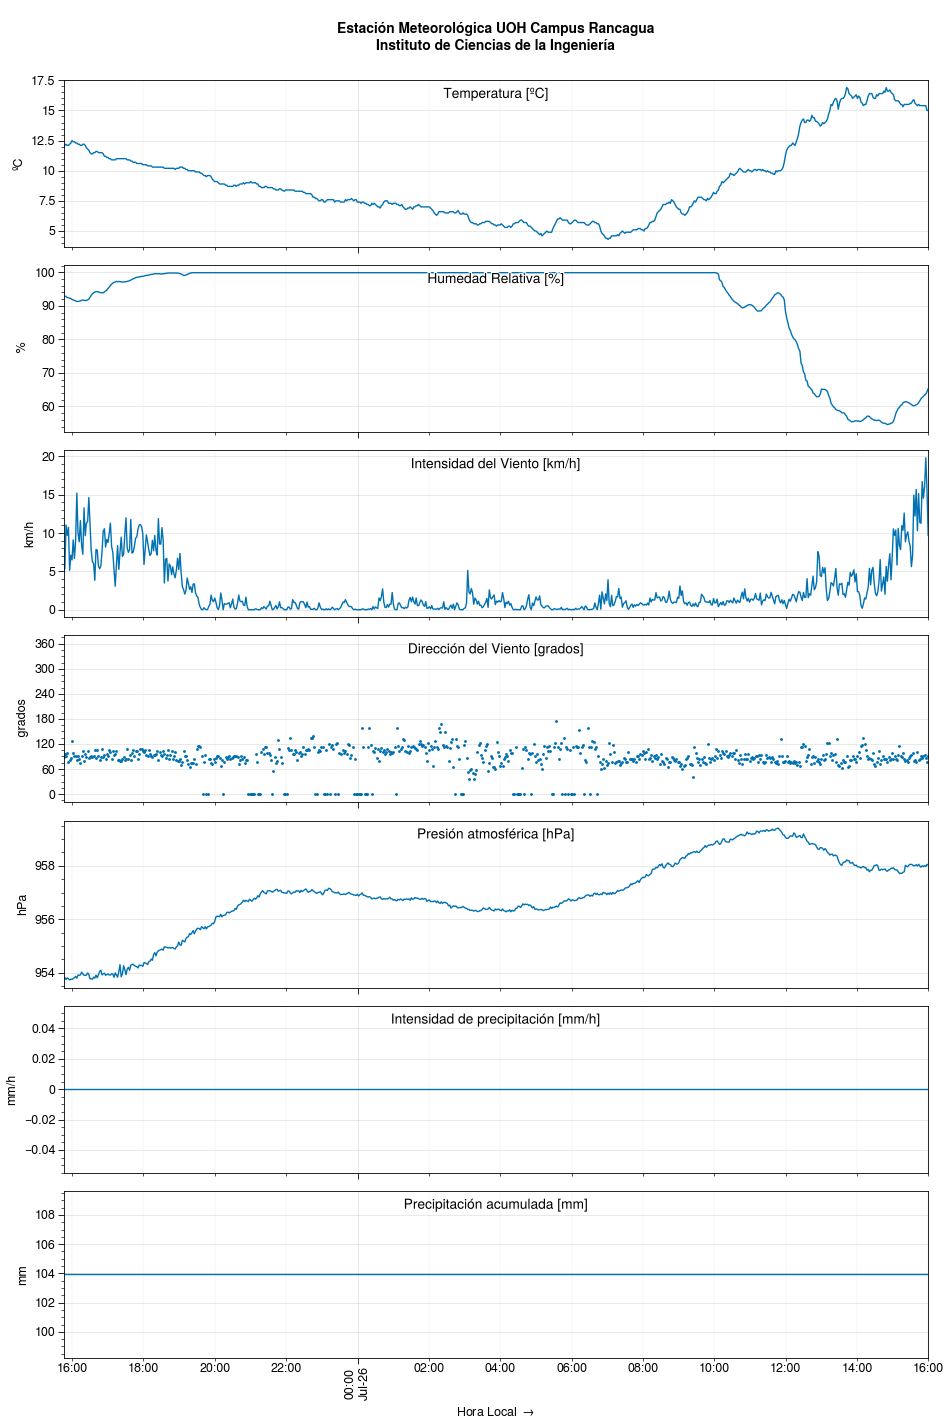 Estación Meteorológica UOH Campus Rancagua
Instituto de Ciencias de la Ingeniería
Temperatura [ºC]
ºC
17.5
15
12.5
10
7.5
5
Humedad Relativa [%]
%
100
90
80
70
60
Intensidad del Viento [km/h]
km/h
20
15
10
5
0
Dirección del Viento [grados]
grados
360
300
240
180
120
60
0
Presión atmosférica [hPa]
hPa
958
956
954
Intensidad de precipitación [mm/h]
mm/h
0.04
0.02
0
−0.02
−0.04
Precipitación acumulada [mm]
mm
108
106
104
102
100
16:00 18:00 20:00 22:00 00:00 02:00 04:00 06:00 08:00 10:00 12:00 14:00 16:00
Jul-26
Hora Local →